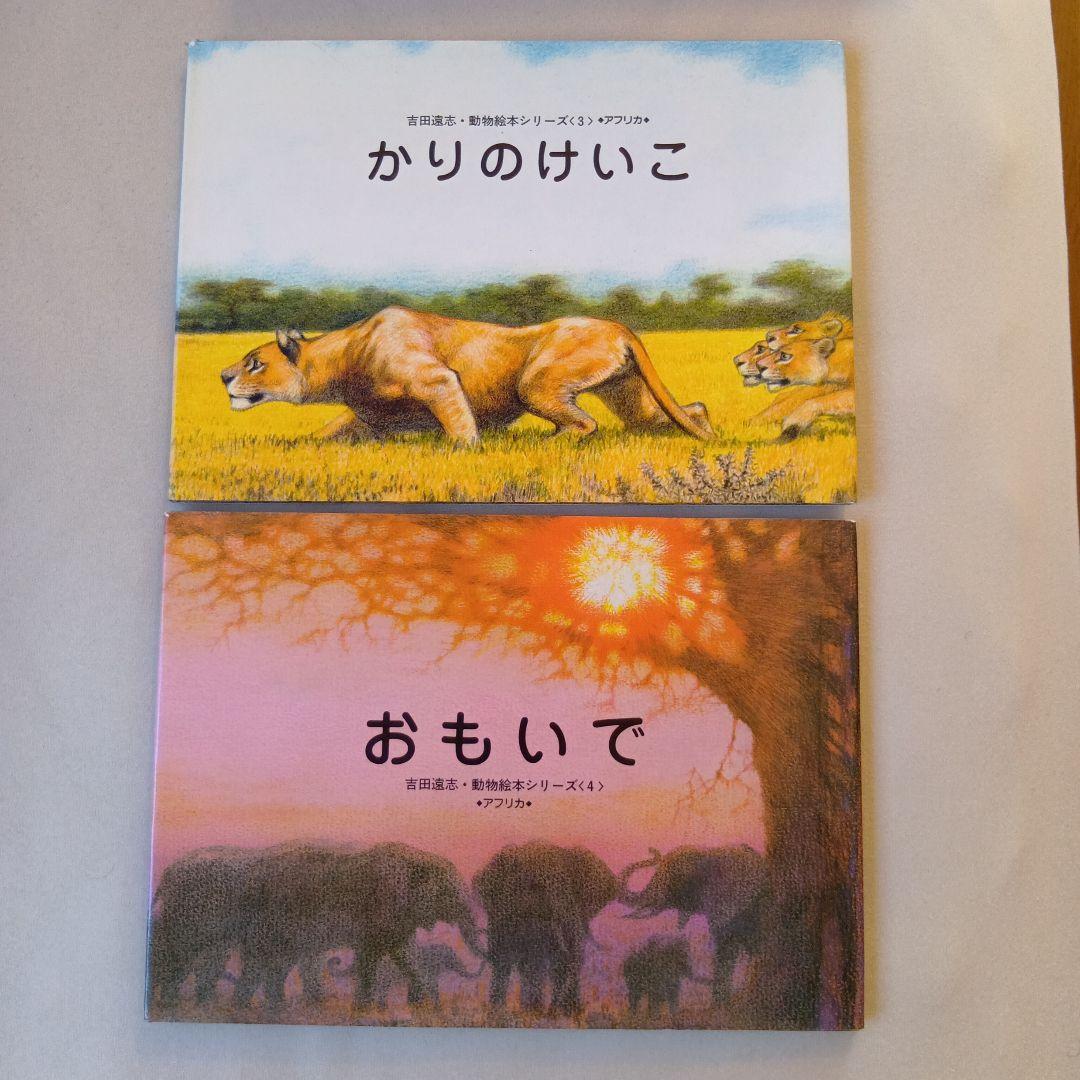 吉田遠志・動物絵本シリーズ〈3〉◆アフリカ◆
かりのけいこ
おもいで
吉田遠志・動物絵本シリーズ〈4〉
◆アフリカ◆